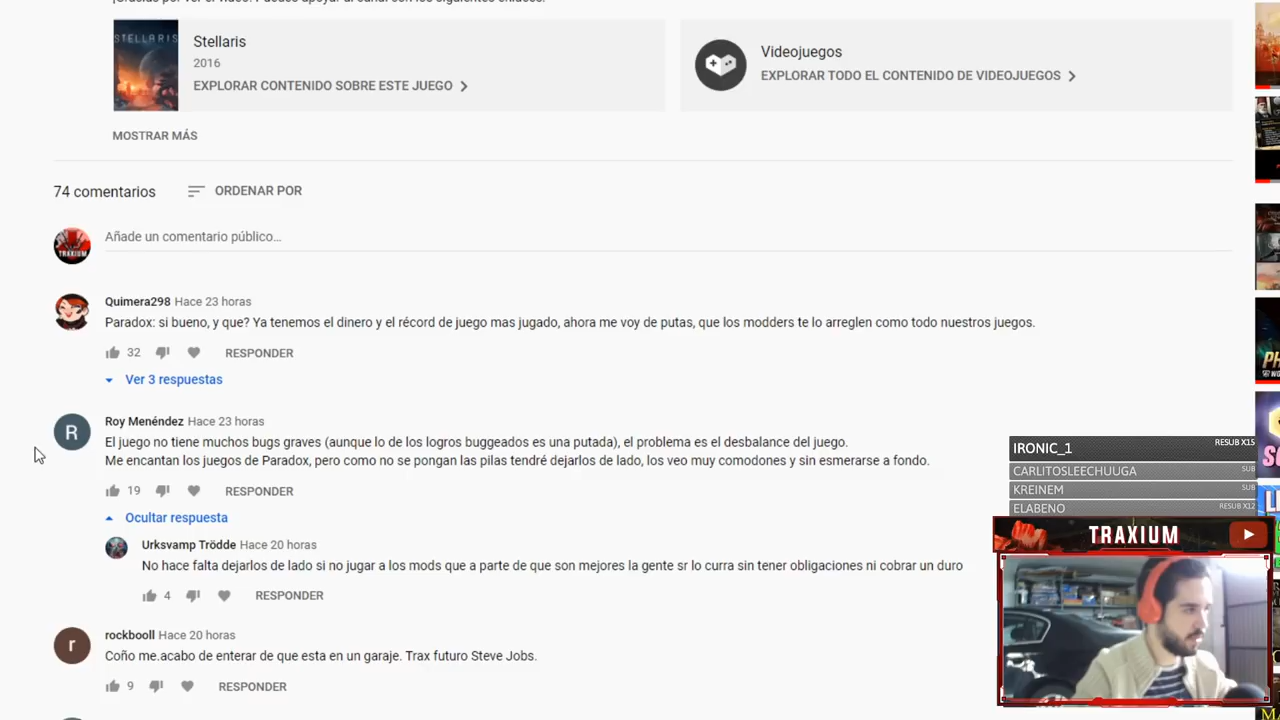 STELLARIS
Stellaris
2016
EXPLORAR CONTENIDO SOBRE ESTE JUEGO
Videojuegos
EXPLORAR TODO EL CONTENIDO DE VIDEOJUEGOS
MOSTRAR MÁS
74 comentarios
ORDENAR POR
TRAXIUM
Añade un comentario público...
Quimera298 Hace 23 horas
Paradox: si bueno, y que? Ya tenemos el dinero y el récord de juego mas jugado, ahora me voy de putas, que los modders te lo arreglen como todo nuestros juegos.
32 RESPONDER
Ver 3 respuestas
R
Roy Menéndez Hace 23 horas
El juego no tiene muchos bugs graves (aunque lo de los logros buggeados es una putada), el problema es el desbalance del juego.
Me encantan los juegos de Paradox, pero como no se pongan las pilas tendré dejarlos de lado, los veo muy comodones y sin esmerarse a fondo.
19 RESPONDER
Ocultar respuesta
Urksvamp Trödde Hace 20 horas
No hace falta dejarlos de lado si no jugar a los mods que a parte de que son mejores la gente sr lo curra sin tener obligaciones ni cobrar un duro
4 RESPONDER
r
rockbooll Hace 20 horas
Coño me.acabo de enterar de que esta en un garaje. Trax futuro Steve Jobs.
9 RESPONDER
IRONIC_1 RESUB X15
CARLITOSLEECHUUGA SUB
KREINEM SUB
ELABENO RESUB X12
TRAXIUM